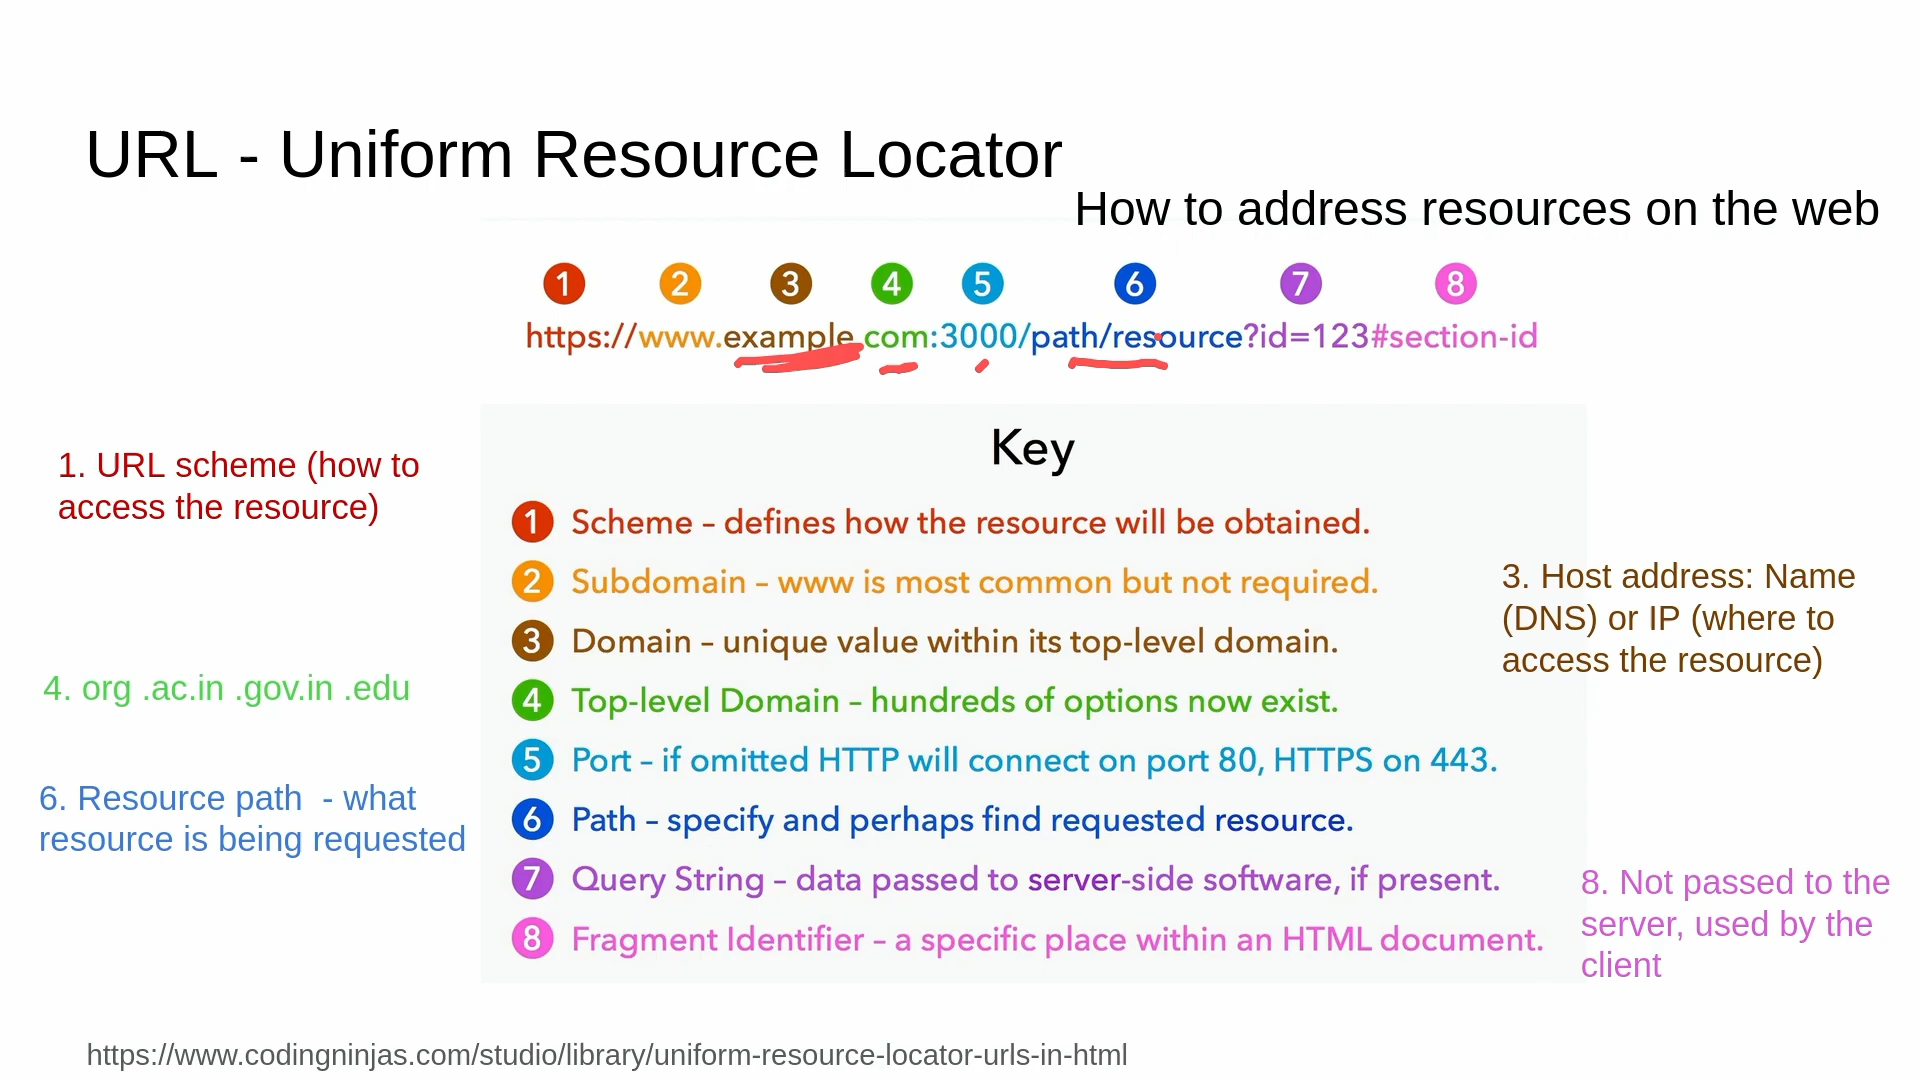 URL - Uniform Resource Locator
How to address resources on the web
1 2 3 4 5 6 7 8
https://www.example.com:3000/path/resource?id=123#section-id
Key
1. URL scheme (how to
access the resource)
1 Scheme – defines how the resource will be obtained.
2 Subdomain – www is most common but not required.
3 Domain – unique value within its top-level domain.
3. Host address: Name
(DNS) or IP (where to
access the resource)
4. org .ac.in .gov.in .edu
4 Top-level Domain – hundreds of options now exist.
5 Port – if omitted HTTP will connect on port 80, HTTPS on 443.
6. Resource path  - what
resource is being requested
6 Path – specify and perhaps find requested resource.
7 Query String – data passed to server-side software, if present.
8 Fragment Identifier – a specific place within an HTML document.
8. Not passed to the
server, used by the
client
https://www.codingninjas.com/studio/library/uniform-resource-locator-urls-in-html